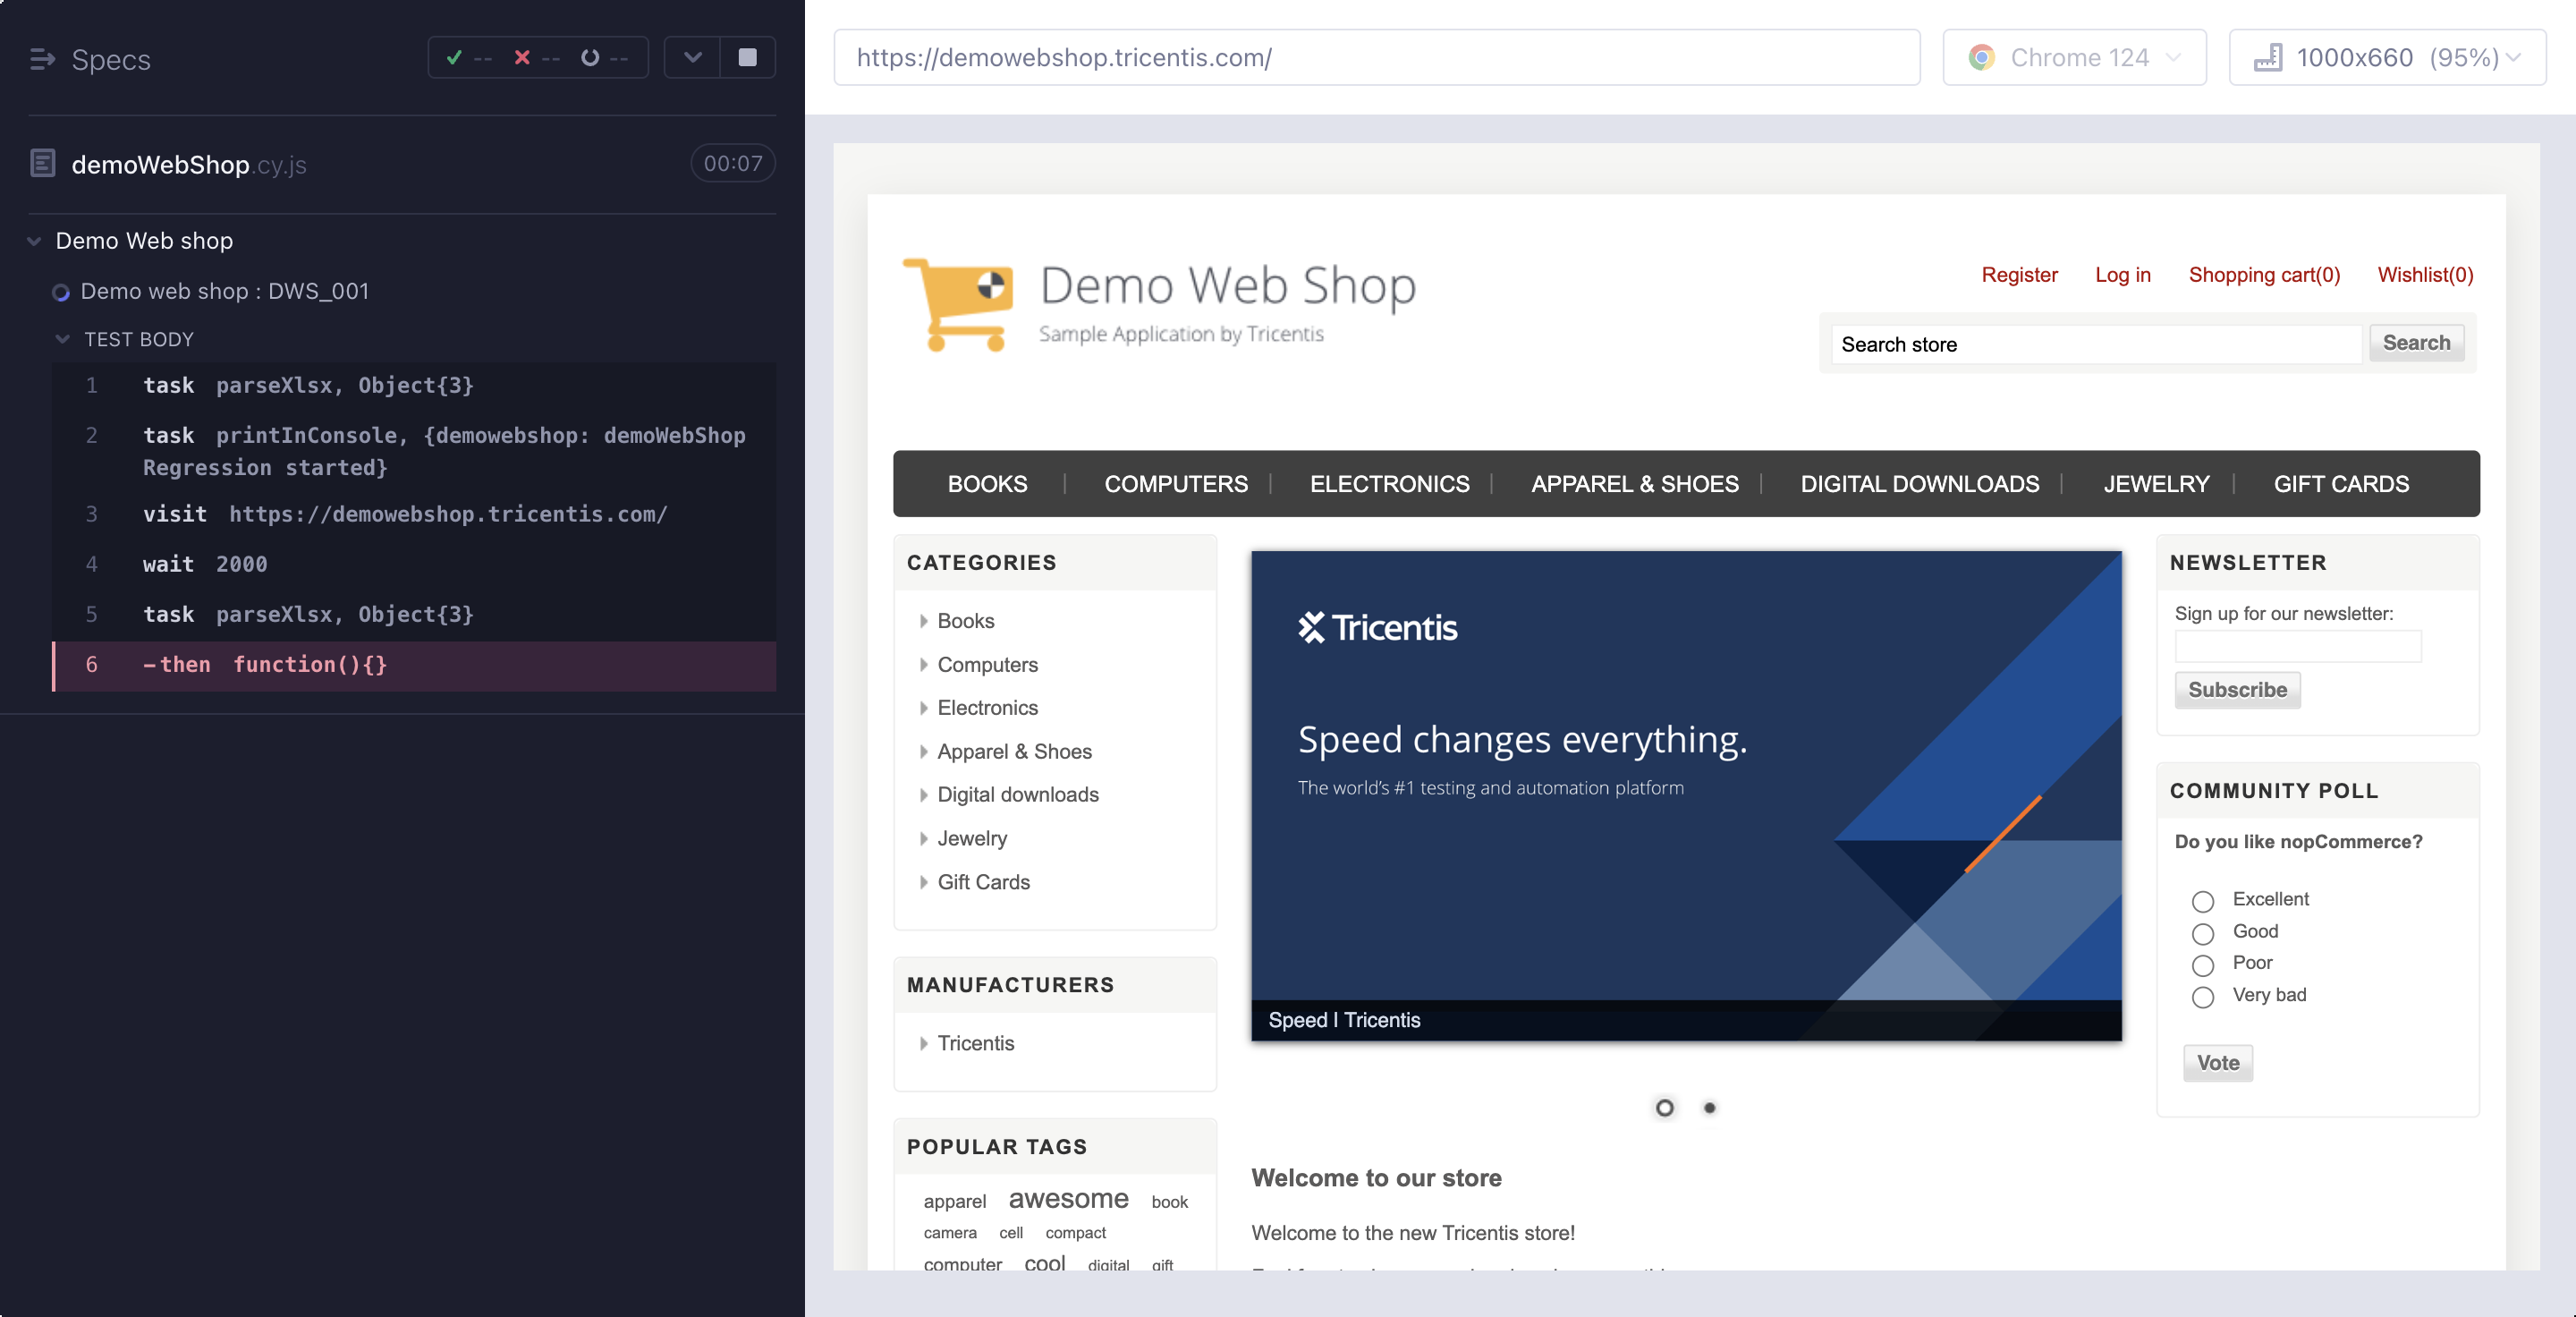 Specs
-- -- --
demoWebShop.cy.js
00:07
Demo Web shop
Demo web shop : DWS_001
TEST BODY
1 task parseXlsx, Object{3}
2 task printInConsole, {demowebshop: demoWebShop
Regression started}
3 visit https://demowebshop.tricentis.com/
4 wait 2000
5 task parseXlsx, Object{3}
6 -then function(){}
https://demowebshop.tricentis.com/
Chrome 124
1000x660 (95%)
Demo Web Shop
Sample Application by Tricentis
Register Log in Shopping cart(0) Wishlist(0)
Search store
Search
BOOKS COMPUTERS ELECTRONICS APPAREL & SHOES DIGITAL DOWNLOADS JEWELRY GIFT CARDS
CATEGORIES
Books
Computers
Electronics
Apparel & Shoes
Digital downloads
Jewelry
Gift Cards
MANUFACTURERS
Tricentis
POPULAR TAGS
apparel awesome book
camera cell compact
computer cool digital gift
Tricentis
Speed changes everything.
The world's #1 testing and automation platform
Speed I Tricentis
Welcome to our store
Welcome to the new Tricentis store!
NEWSLETTER
Sign up for our newsletter:
Subscribe
COMMUNITY POLL
Do you like nopCommerce?
Excellent
Good
Poor
Very bad
Vote